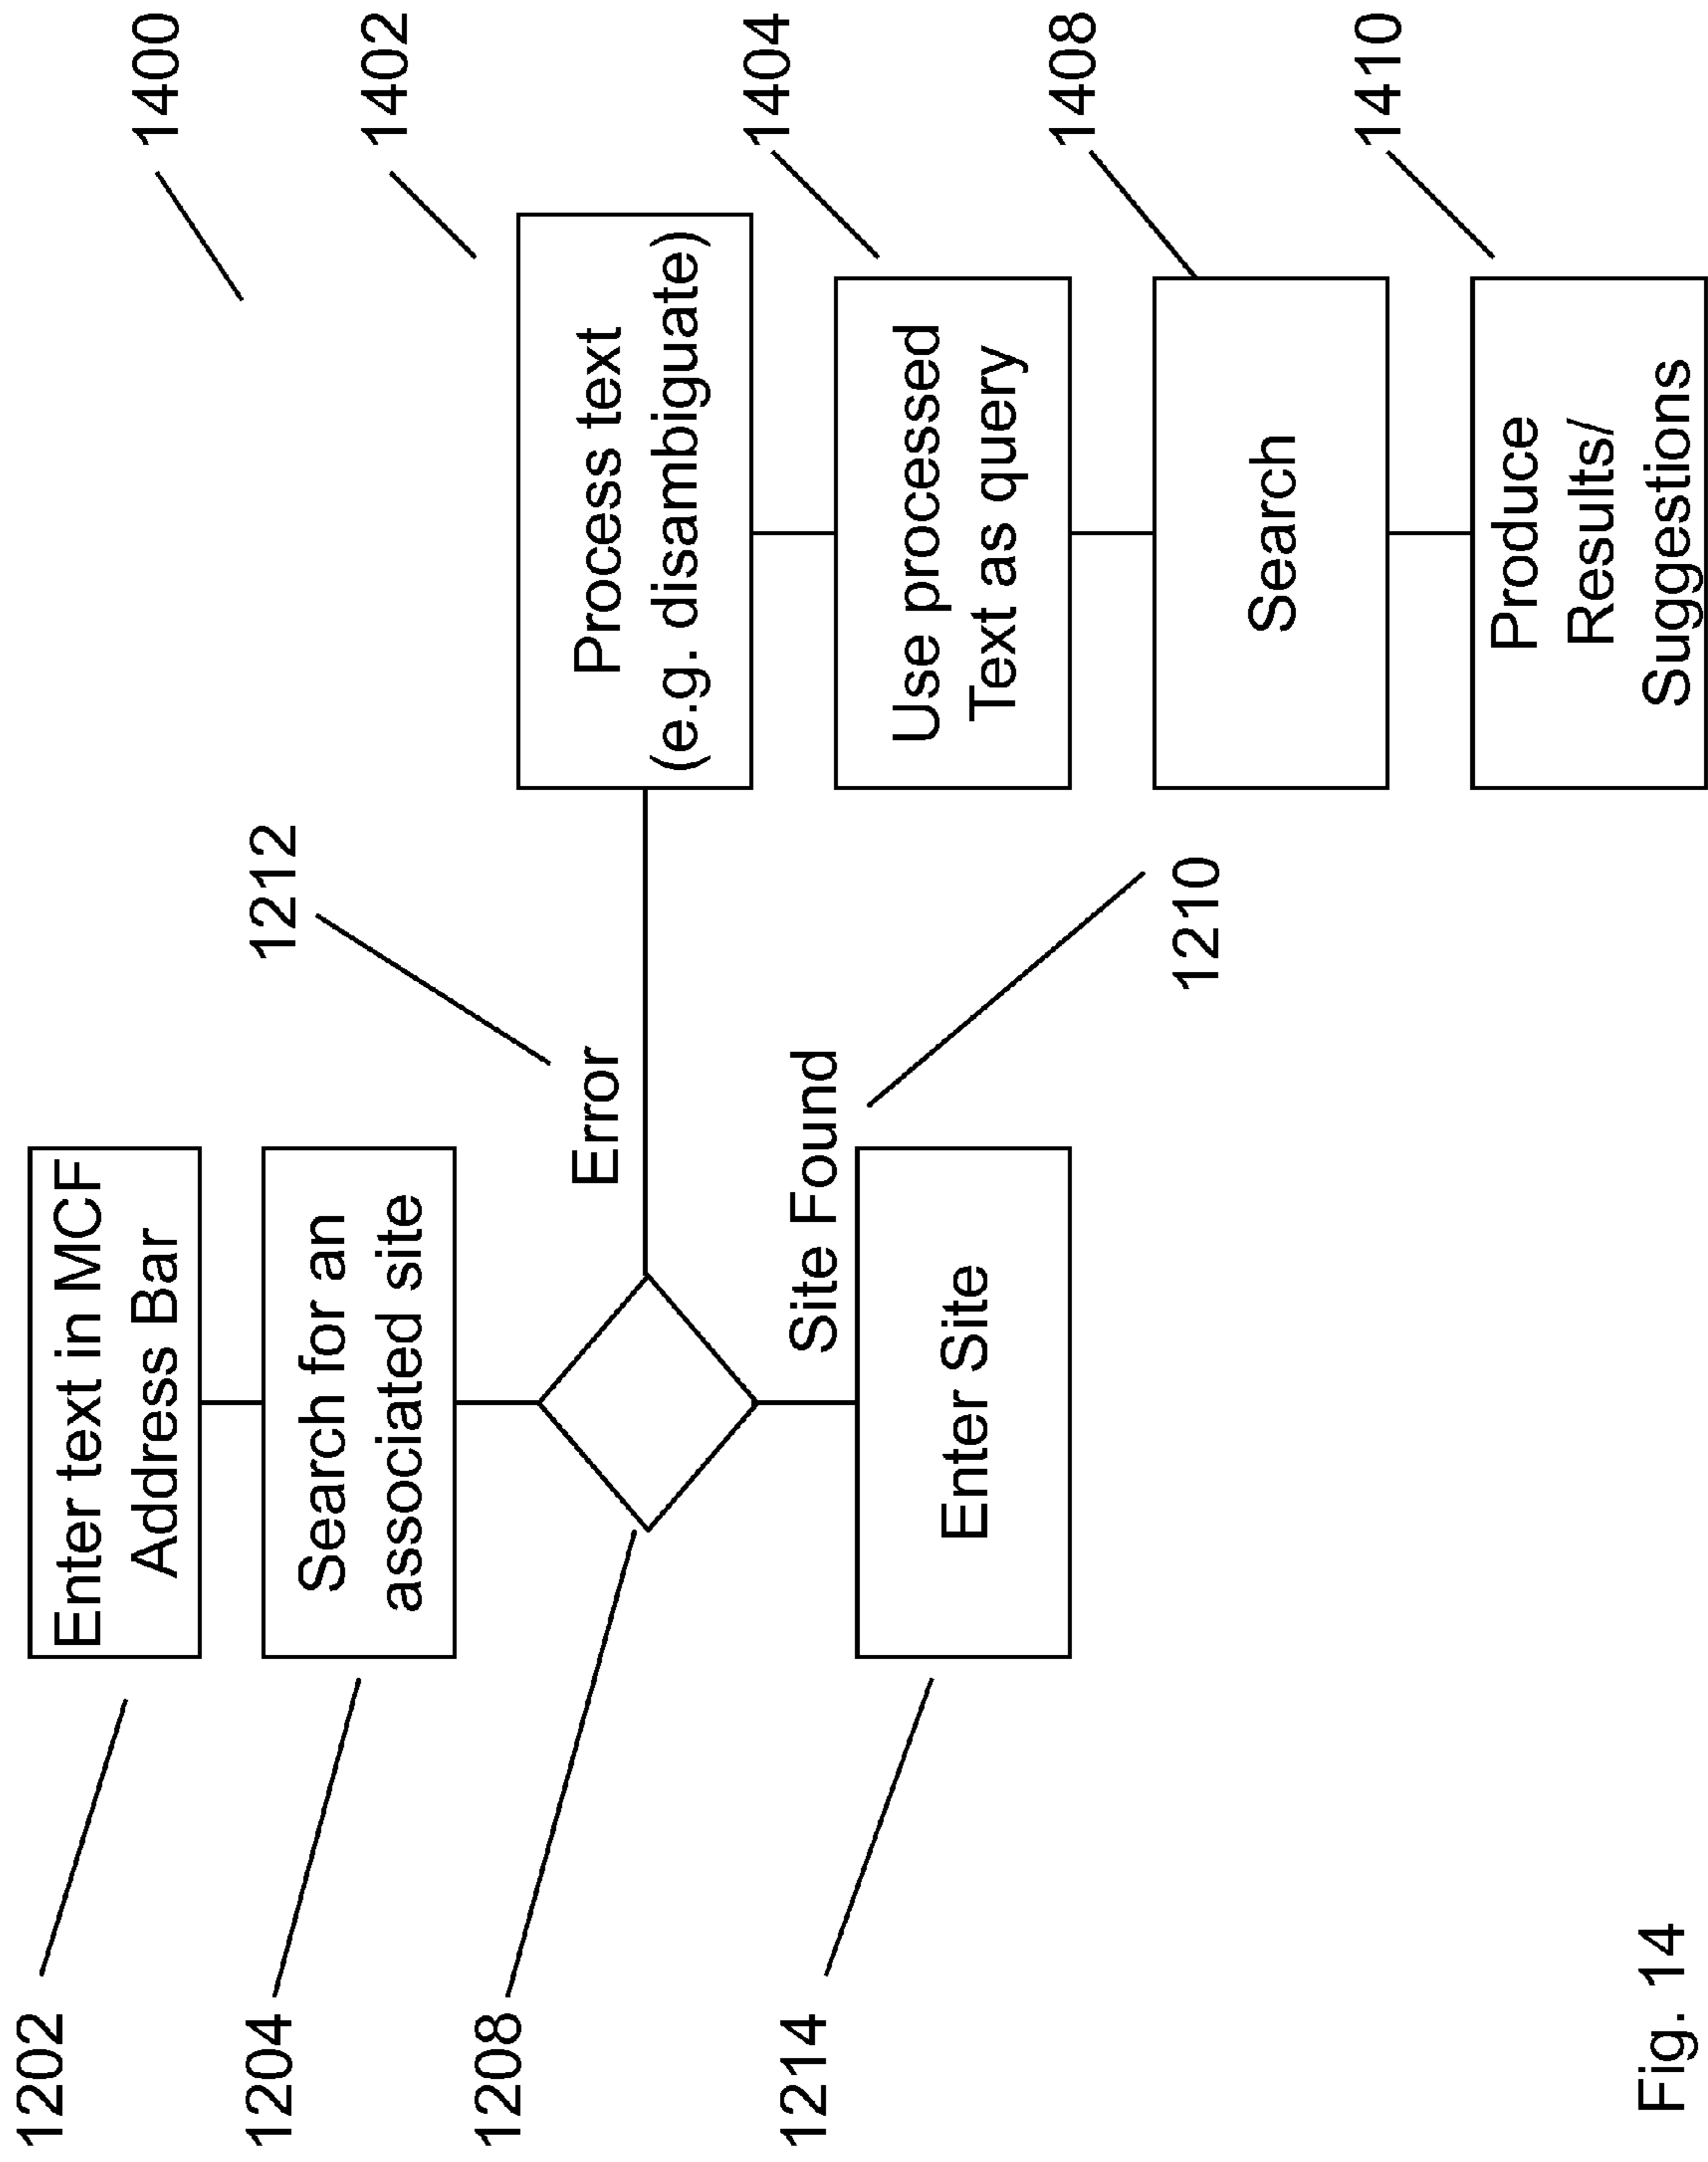 1400
1202
Enter text in MCF
Address Bar
1204
Search for an
associated site
1212
1402
1208
Error
Process text
(e.g. disambiguate)
1404
1214
Site Found
Enter Site
1210
Use processed
Text as query
1408
Search
1410
Produce
Results/
Suggestions
Fig. 14